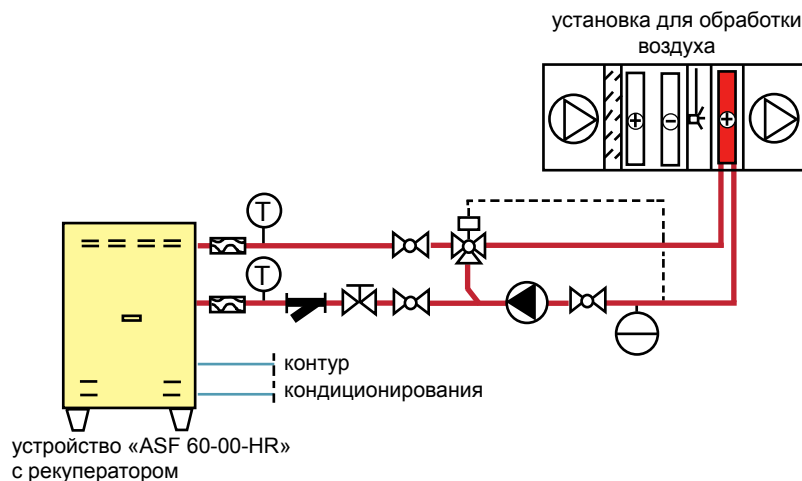 установка для обработки
воздуха
T
T
контур
кондиционирования
устройство «ASF 60-00-HR»
с рекуператором